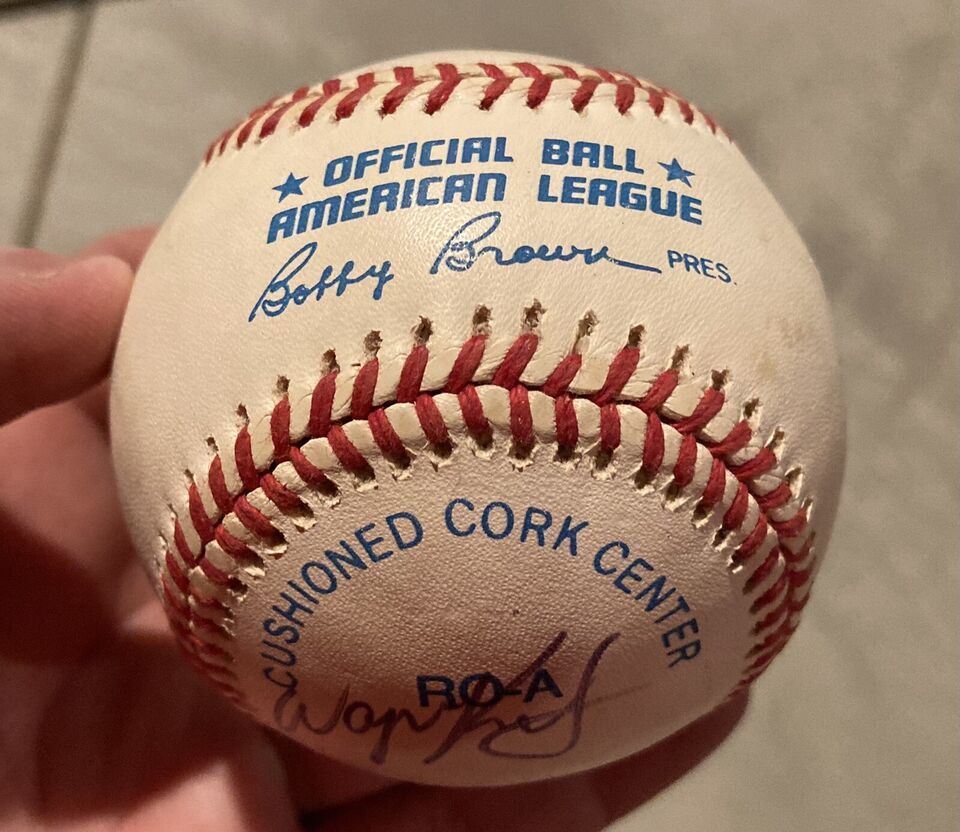 OFFICIAL BALL
AMERICAN LEAGUE
Bobby Brown PRES.
CUSHIONED CORK CENTER
RO-A